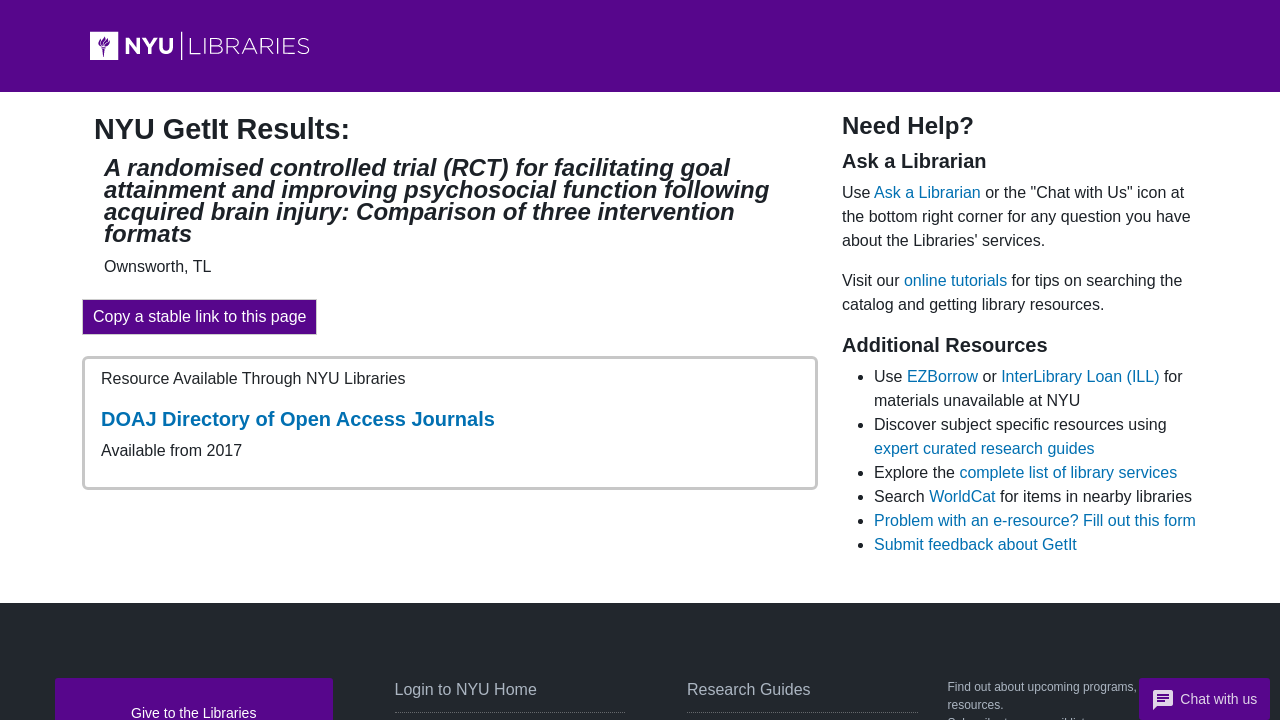 NYU LIBRARIES
NYU GetIt Results:
A randomised controlled trial (RCT) for facilitating goal
attainment and improving psychosocial function following
acquired brain injury: Comparison of three intervention
formats
Ownsworth, TL
Copy a stable link to this page
Resource Available Through NYU Libraries
DOAJ Directory of Open Access Journals
Available from 2017
Need Help?
Ask a Librarian
Use Ask a Librarian or the "Chat with Us" icon at
the bottom right corner for any question you have
about the Libraries' services.
Visit our online tutorials for tips on searching the
catalog and getting library resources.
Additional Resources
Use EZBorrow or InterLibrary Loan (ILL) for
materials unavailable at NYU
Discover subject specific resources using
expert curated research guides
Explore the complete list of library services
Search WorldCat for items in nearby libraries
Problem with an e-resource? Fill out this form
Submit feedback about GetIt
Give to the Libraries
Login to NYU Home
Research Guides
Find out about upcoming programs,
resources.
Chat with us